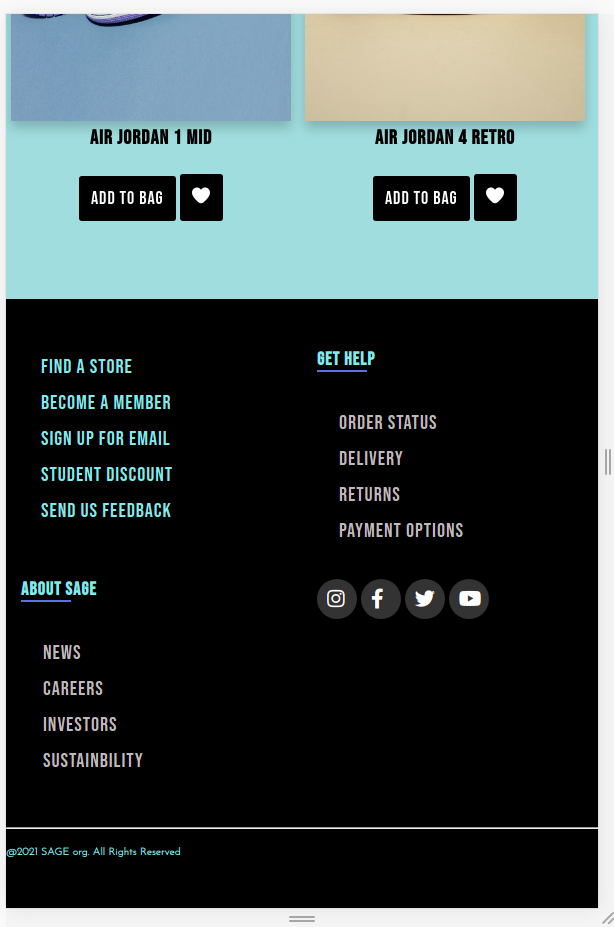 AIR JORDAN 1 MID
AIR JORDAN 4 RETRO
ADD TO BAG
ADD TO BAG
FIND A STORE
BECOME A MEMBER
SIGN UP FOR EMAIL
STUDENT DISCOUNT
SEND US FEEDBACK
GET HELP
ORDER STATUS
DELIVERY
RETURNS
PAYMENT OPTIONS
ABOUT SAGE
NEWS
CAREERS
INVESTORS
SUSTAINBILITY
@2021 SAGE org. All Rights Reserved